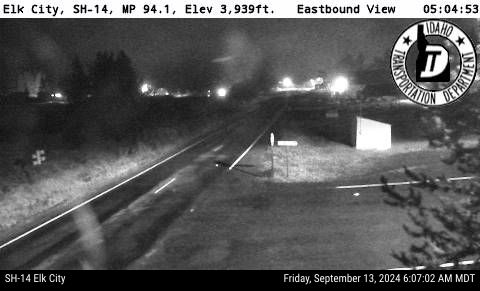 Elk City, SH-14, MP 94.1, Elev 3,939ft. Eastbound View 05:04:53
IDAHO
TRANSPORTATION DEPARTMENT
SH-14 Elk City Friday, September 13, 2024 6:07:02 AM MDT